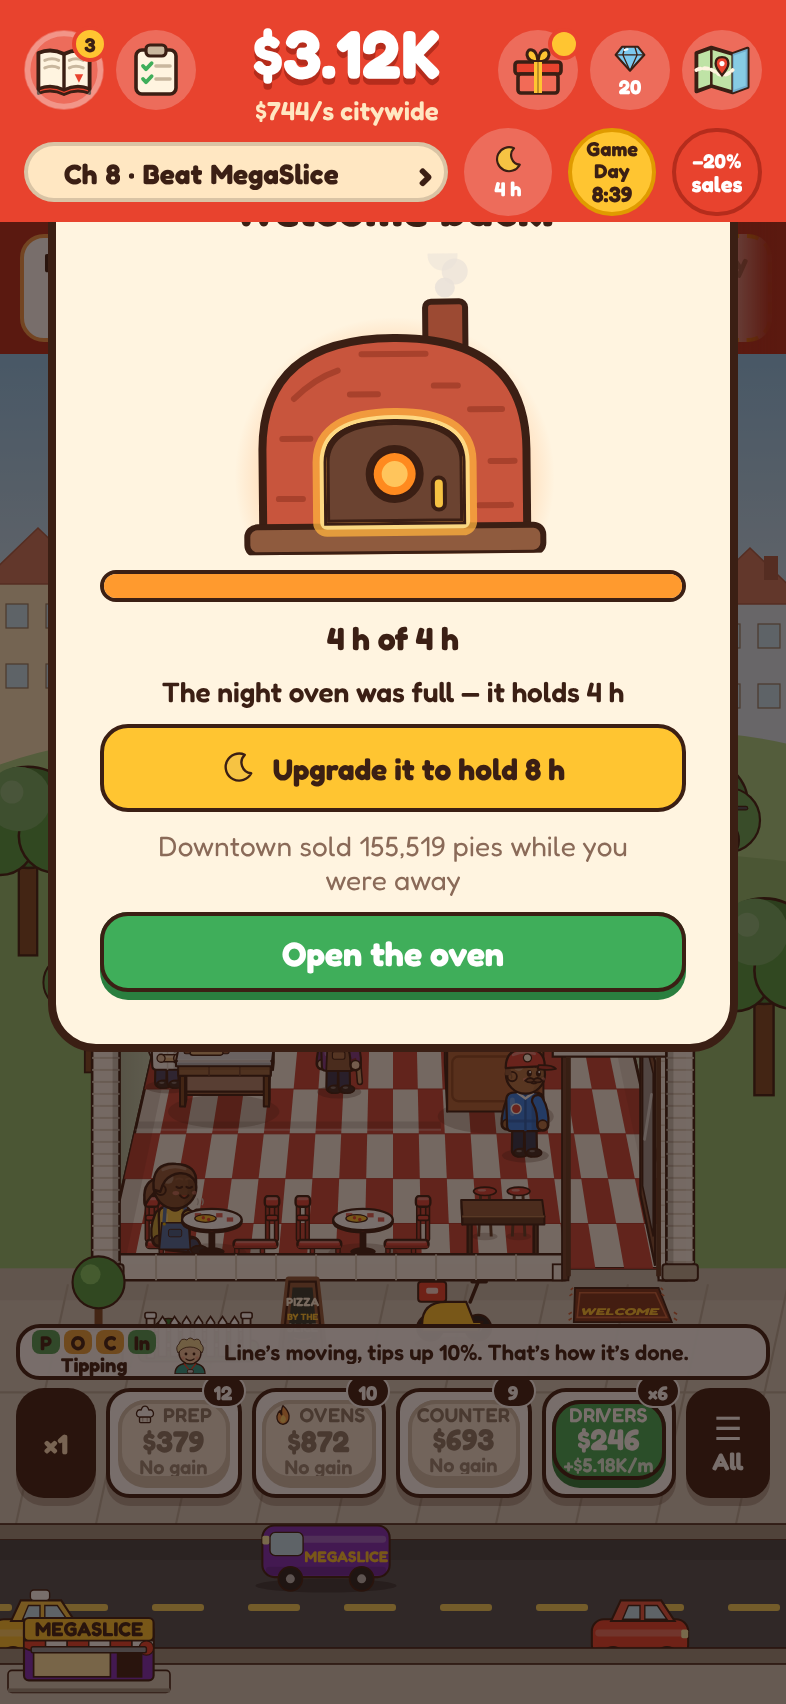 3
$3.12K
20
$744/s citywide
Ch 8 · Beat MegaSlice
4 h
Game
Day
8:39
-20%
sales
4 h of 4 h
The night oven was full — it holds 4 h
Upgrade it to hold 8 h
Downtown sold 155,519 pies while you
were away
Open the oven
PIZZA
BY THE
WELCOME
P O C In
Tipping
Line's moving, tips up 10%. That's how it's done.
x1
12
PREP
$379
No gain
10
OVENS
$872
No gain
9
COUNTER
$693
No gain
x6
DRIVERS
$246
+$5.18K/m
All
MEGASLICE
MEGASLICE